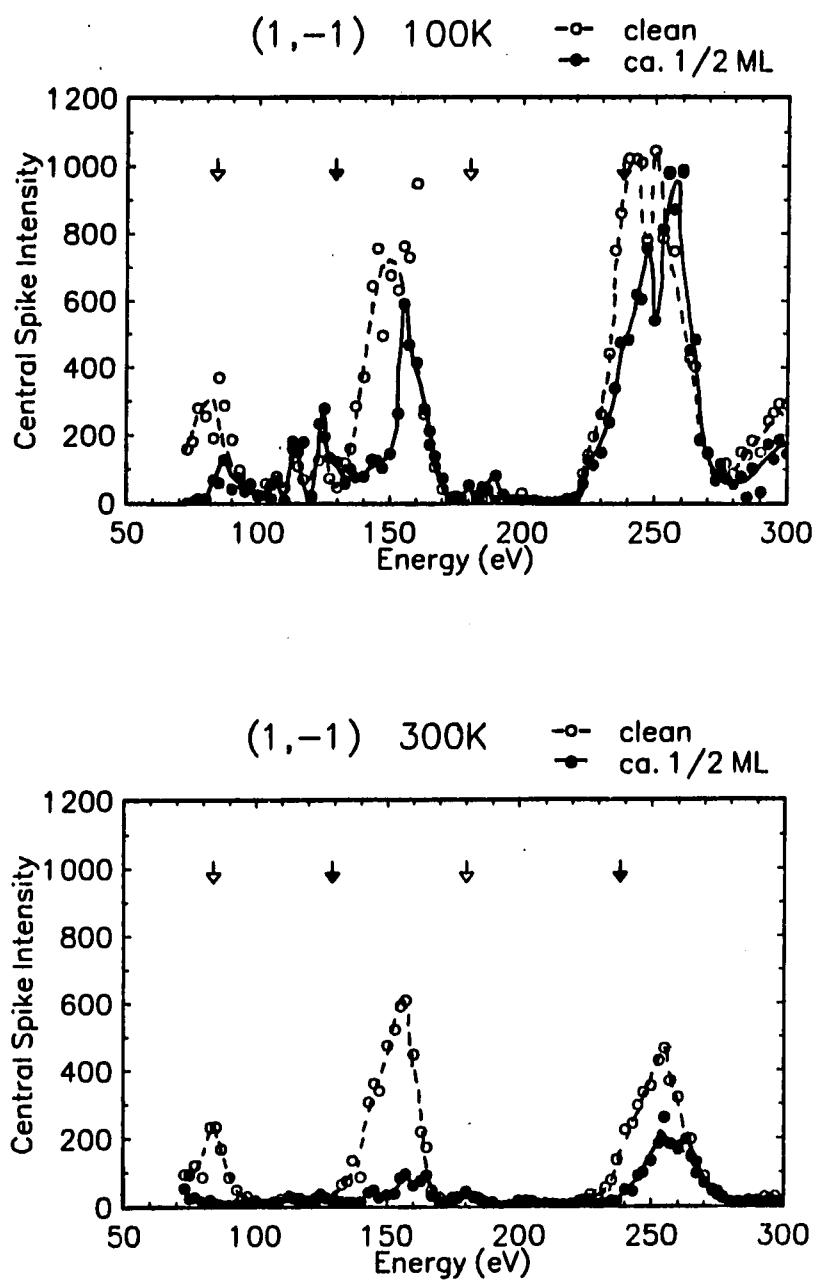 (1,−1) 100K
clean
ca. 1/2 ML
1200
1000
800
600
400
200
0
Central Spike Intensity
50 100 150 200 250 300
Energy (eV)
(1,−1) 300K
clean
ca. 1/2 ML
1200
1000
800
600
400
200
0
Central Spike Intensity
50 100 150 200 250 300
Energy (eV)